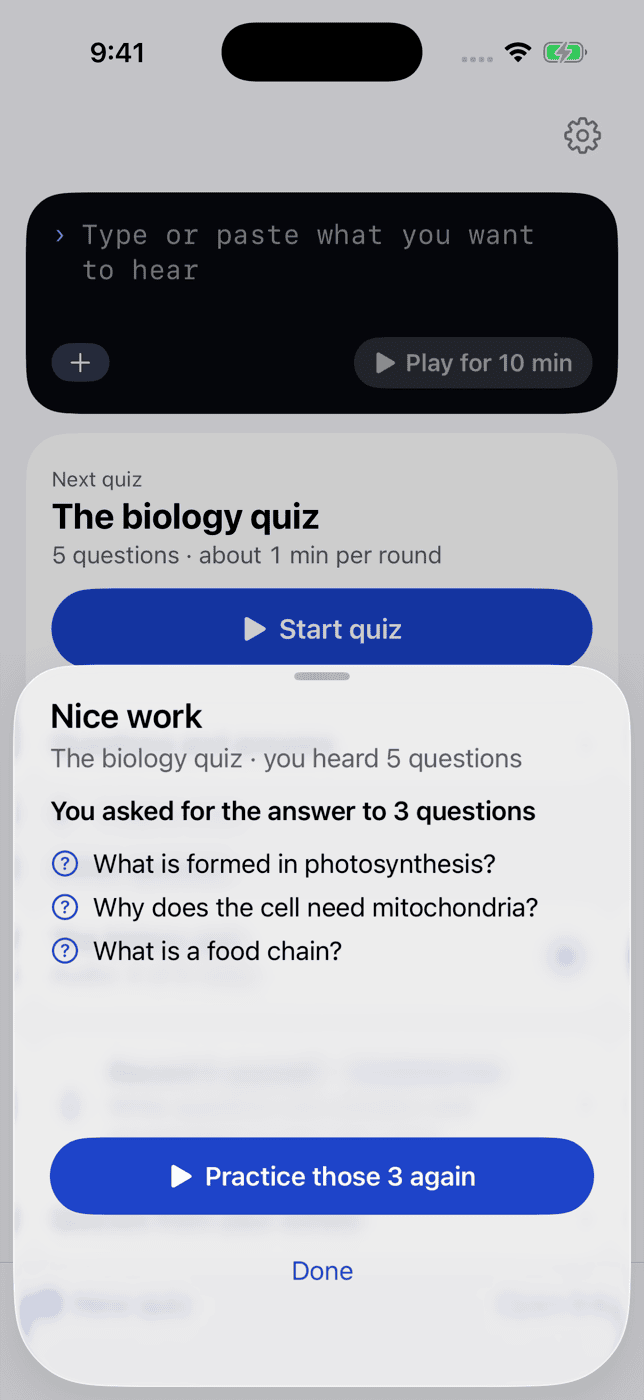 9:41
› Type or paste what you want
to hear
+
Play for 10 min
Next quiz
The biology quiz
5 questions · about 1 min per round
Start quiz
Nice work
The biology quiz · you heard 5 questions
You asked for the answer to 3 questions
? What is formed in photosynthesis?
? Why does the cell need mitochondria?
? What is a food chain?
Practice those 3 again
Done